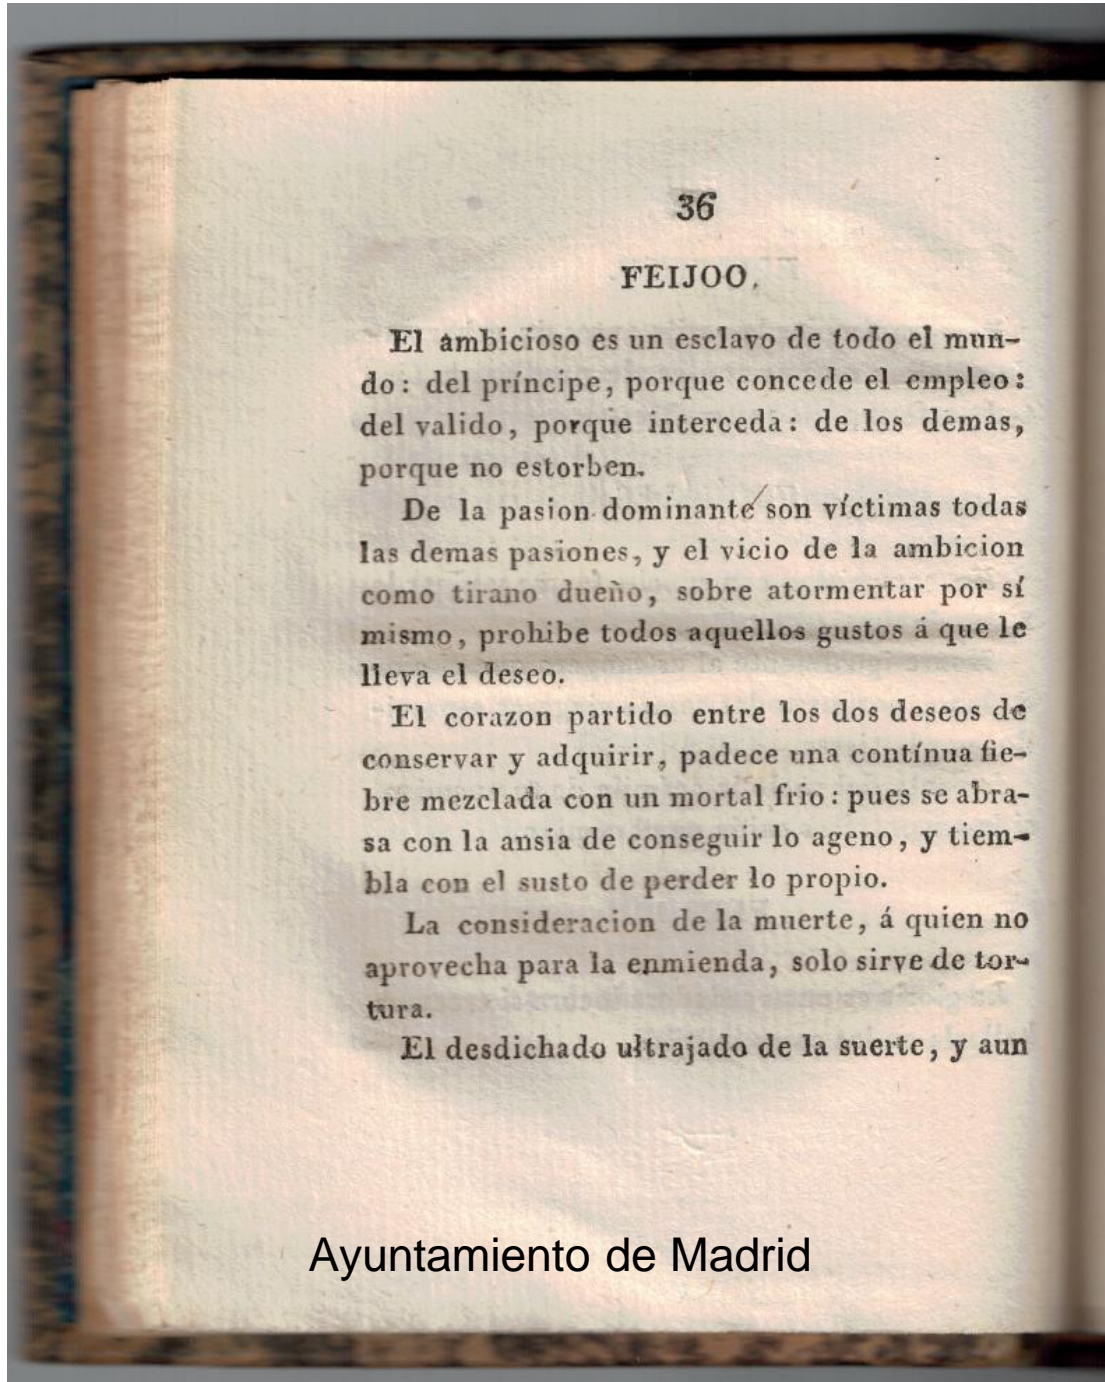 36
FEIJOO.
El ambicioso es un esclavo de todo el mun-
do: del príncipe, porque concede el empleo:
del valido, porque interceda: de los demas,
porque no estorben.
De la pasion dominante son víctimas todas
las demas pasiones, y el vicio de la ambicion
como tirano dueño, sobre atormentar por sí
mismo, prohibe todos aquellos gustos á que le
lleva el deseo.
El corazon partido entre los dos deseos de
conservar y adquirir, padece una contínua fie-
bre mezclada con un mortal frio: pues se abra-
sa con la ansia de conseguir lo ageno, y tiem-
bla con el susto de perder lo propio.
La consideracion de la muerte, á quien no
aprovecha para la enmienda, solo sirve de tor-
tura.
El desdichado ultrajado de la suerte, y aun
Ayuntamiento de Madrid